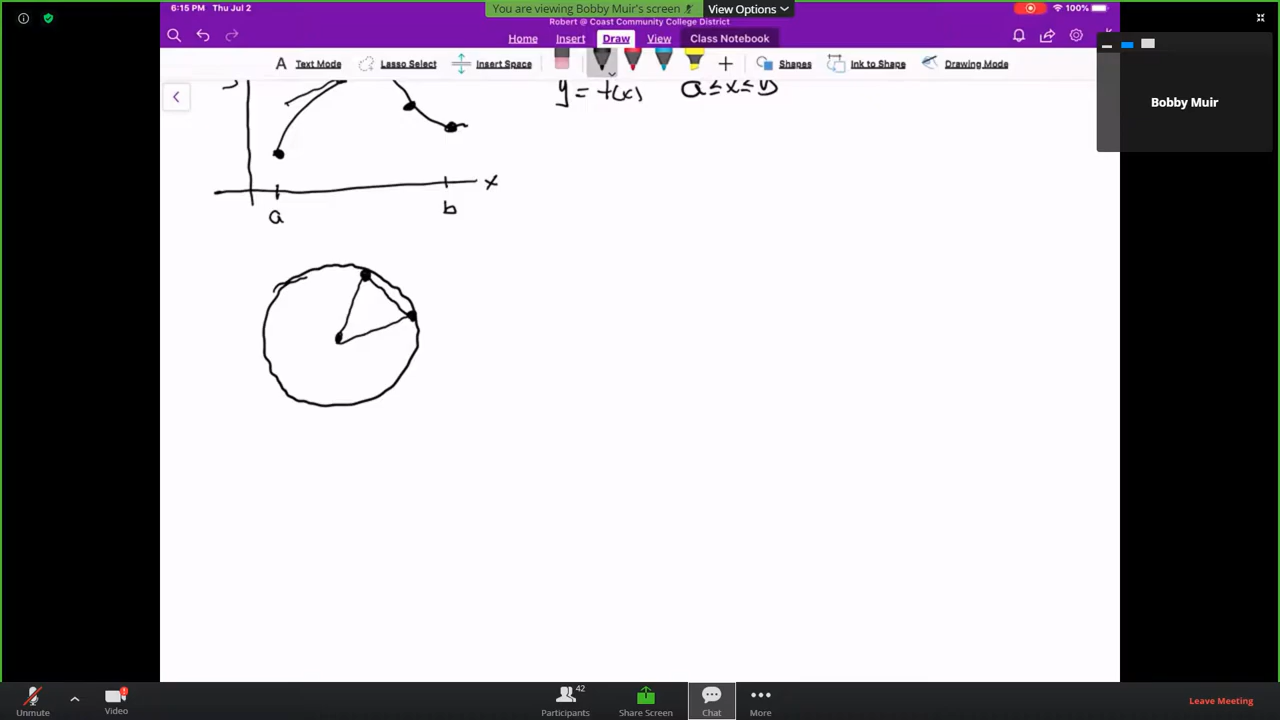 You are viewing Bobby Muir's screen
View Options
6:15 PM Thu Jul 2
100%
Robert @ Coast Community College District
Home Insert Draw View Class Notebook
A Text Mode Lasso Select Insert Space Shapes Ink to Shape Drawing Mode
Bobby Muir
y = f(x) a ≤ x ≤ b
x
a b
Unmute Video Participants 42 Share Screen Chat More Leave Meeting